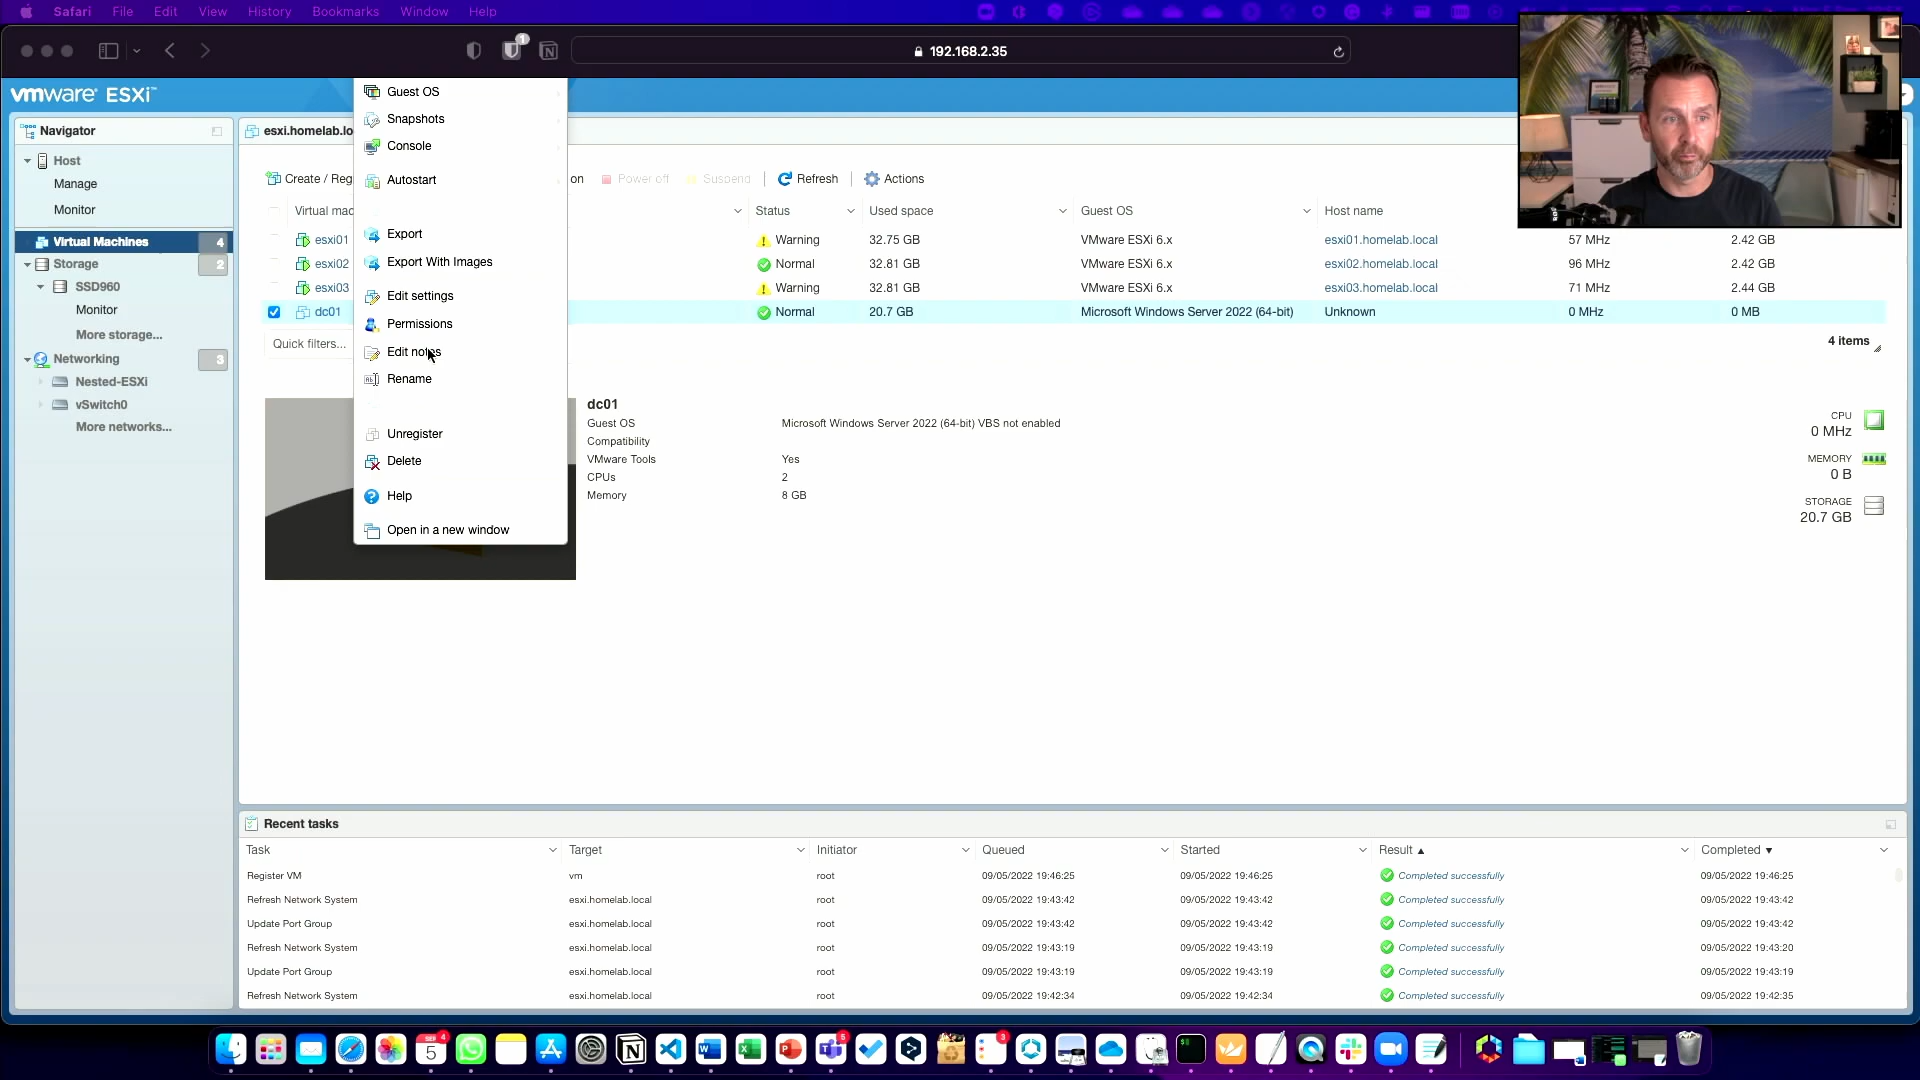 Safari File Edit View History Bookmarks Window Help
1
192.168.2.35
vmware ESXi™
Navigator
Host
Manage
Monitor
Virtual Machines 4
Storage 2
SSD960
Monitor
More storage...
Networking 3
Nested-ESXi
vSwitch0
More networks...
esxi.homelab.lo
Guest OS
Snapshots
Console
Autostart
Export
Export With Images
Edit settings
Permissions
Edit notes
Rename
Unregister
Delete
Help
Open in a new window
Create / Reg on Power off Suspend Refresh Actions
Virtual mac Status Used space Guest OS Host name
esxi01 Warning 32.75 GB VMware ESXi 6.x esxi01.homelab.local 57 MHz 2.42 GB
esxi02 Normal 32.81 GB VMware ESXi 6.x esxi02.homelab.local 96 MHz 2.42 GB
esxi03 Warning 32.81 GB VMware ESXi 6.x esxi03.homelab.local 71 MHz 2.44 GB
dc01 Normal 20.7 GB Microsoft Windows Server 2022 (64-bit) Unknown 0 MHz 0 MB
Quick filters...
4 items
dc01
Guest OS Microsoft Windows Server 2022 (64-bit) VBS not enabled
Compatibility
VMware Tools Yes
CPUs 2
Memory 8 GB
CPU
0 MHz
MEMORY
0 B
STORAGE
20.7 GB
Recent tasks
Task Target Initiator Queued Started Result ▲ Completed ▼
Register VM vm root 09/05/2022 19:46:25 09/05/2022 19:46:25 Completed successfully 09/05/2022 19:46:25
Refresh Network System esxi.homelab.local root 09/05/2022 19:43:42 09/05/2022 19:43:42 Completed successfully 09/05/2022 19:43:42
Update Port Group esxi.homelab.local root 09/05/2022 19:43:42 09/05/2022 19:43:42 Completed successfully 09/05/2022 19:43:42
Refresh Network System esxi.homelab.local root 09/05/2022 19:43:19 09/05/2022 19:43:19 Completed successfully 09/05/2022 19:43:20
Update Port Group esxi.homelab.local root 09/05/2022 19:43:19 09/05/2022 19:43:19 Completed successfully 09/05/2022 19:43:19
Refresh Network System esxi.homelab.local root 09/05/2022 19:42:34 09/05/2022 19:42:34 Completed successfully 09/05/2022 19:42:35
SEP 5 4 5 3